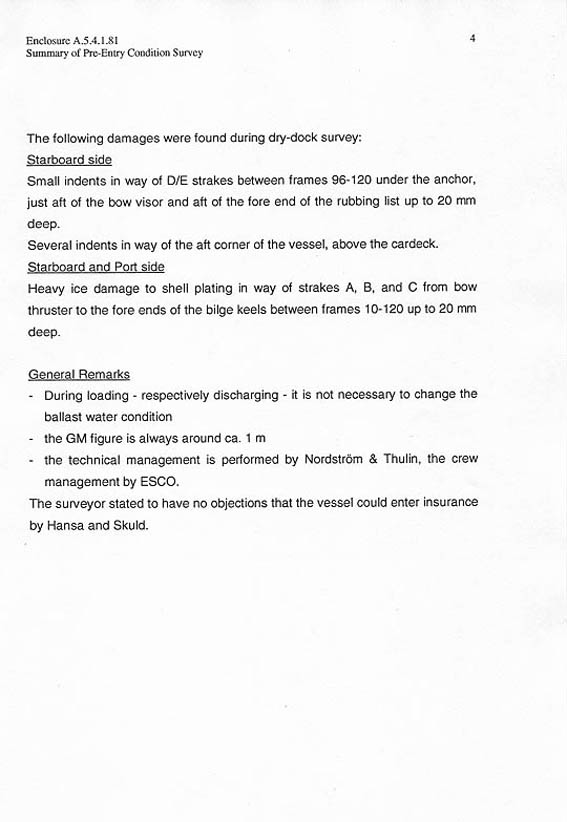 Enclosure A.5.4.1.81
4
Summary of Pre-Entry Condition Survey
The following damages were found during dry-dock survey:
Starboard side
Small indents in way of D/E strakes between frames 96-120 under the anchor,
just aft of the bow visor and aft of the fore end of the rubbing list up to 20 mm
deep.
Several indents in way of the aft corner of the vessel, above the cardeck.
Starboard and Port side
Heavy ice damage to shell plating in way of strakes A, B, and C from bow
thruster to the fore ends of the bilge keels between frames 10-120 up to 20 mm
deep.
General Remarks
- During loading - respectively discharging - it is not necessary to change the
ballast water condition
- the GM figure is always around ca. 1 m
- the technical management is performed by Nordström & Thulin, the crew
management by ESCO.
The surveyor stated to have no objections that the vessel could enter insurance
by Hansa and Skuld.